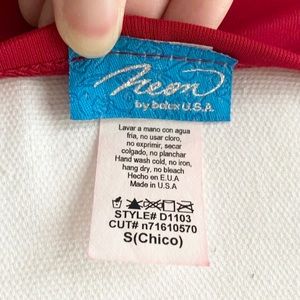 Neon
by bolex U.S.A.
Lavar a mano con agua
fria, no usar cloro,
no exprimir, secar
colgado, no planchar
Hand wash cold, no iron,
hang dry, no bleach
Hecho en E.U.A
Made in U.S.A
STYLE# D1103
CUT# n71610570
S(Chico)